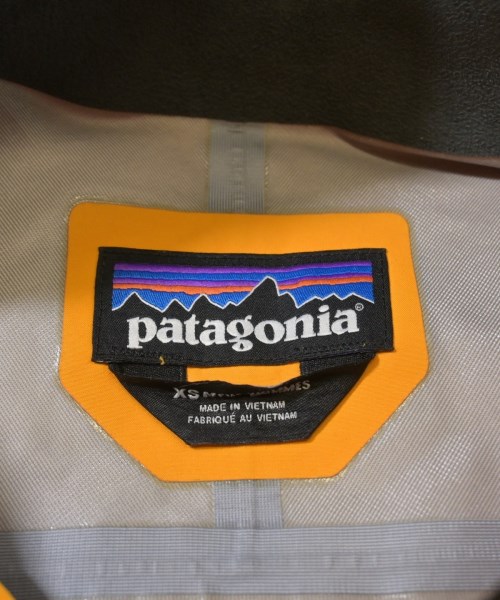 patagonia®
XS
MADE IN VIETNAM
FABRIQUÉ AU VIETNAM